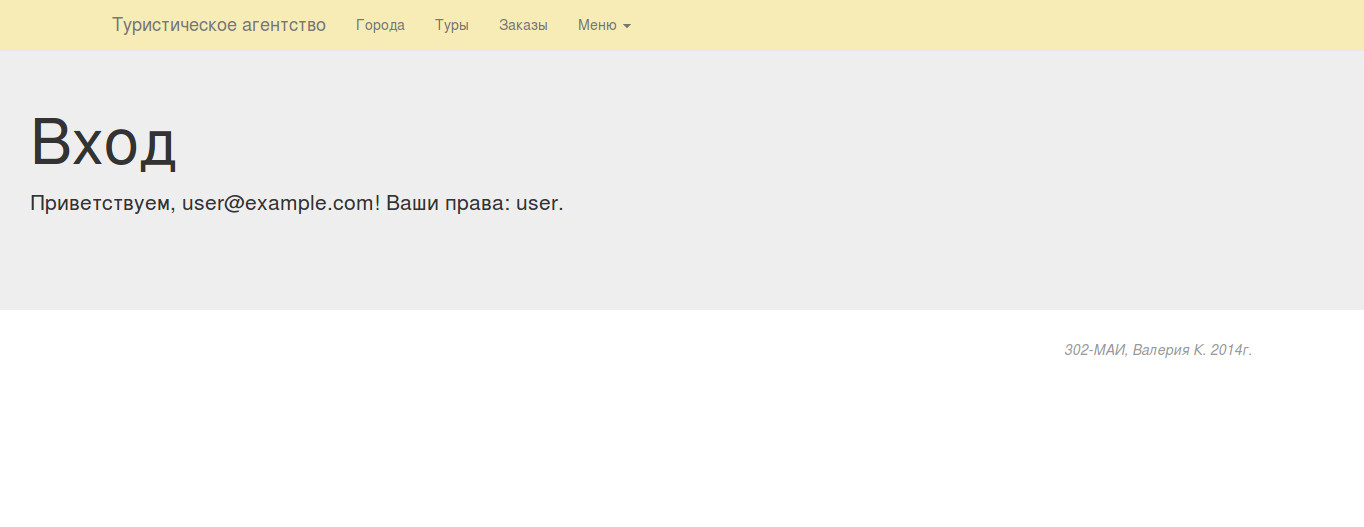 Туристическое агентство Города Туры Заказы Меню
Вход
Приветствуем, user@example.com! Ваши права: user.
302-МАИ, Валерия К. 2014г.